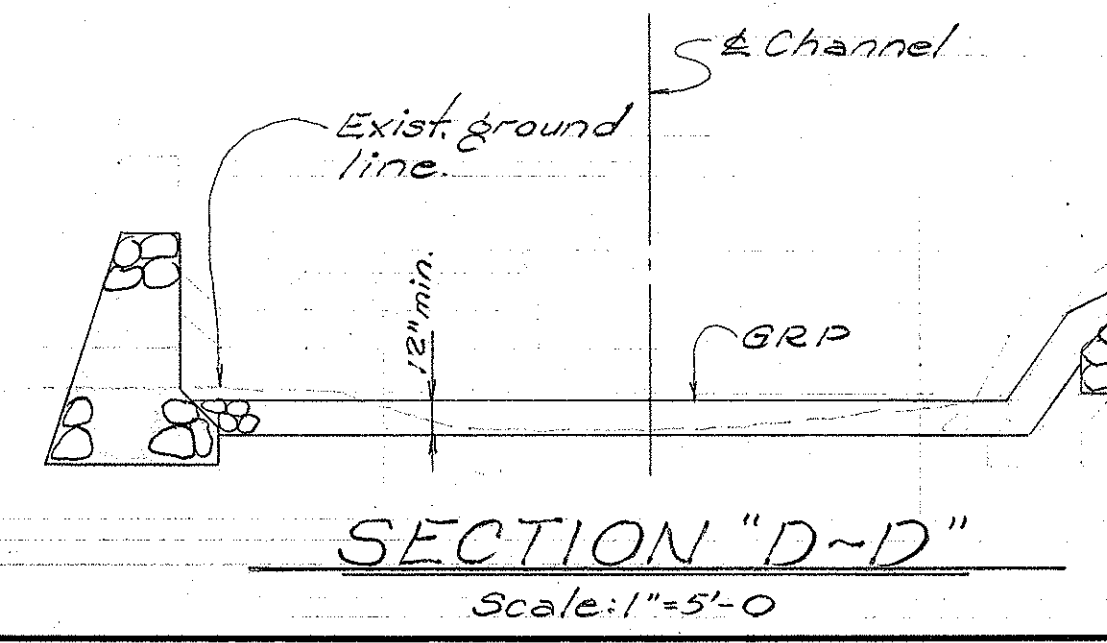 ℄ Channel
Exist. ground
line.
12" min.
GRP
SECTION "D~D"
Scale: 1"=5'-0